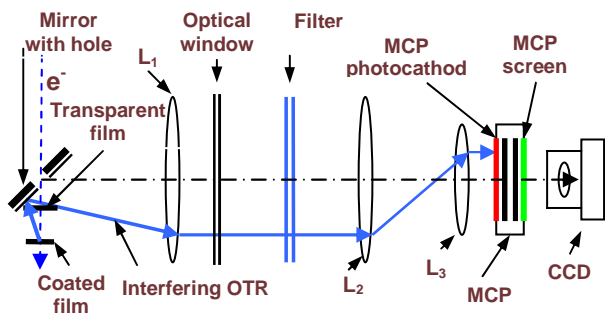 Mirror
with hole
Optical
window
Filter
MCP
photocathod
MCP
screen
L1
e-
Transparent
film
Coated
film
Interfering OTR
L2
L3
MCP
CCD